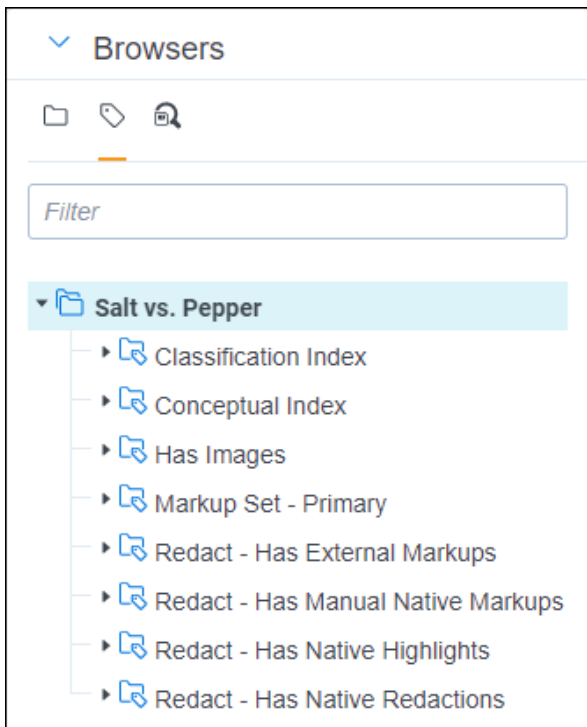 Browsers
Filter
Salt vs. Pepper
Classification Index
Conceptual Index
Has Images
Markup Set - Primary
Redact - Has External Markups
Redact - Has Manual Native Markups
Redact - Has Native Highlights
Redact - Has Native Redactions